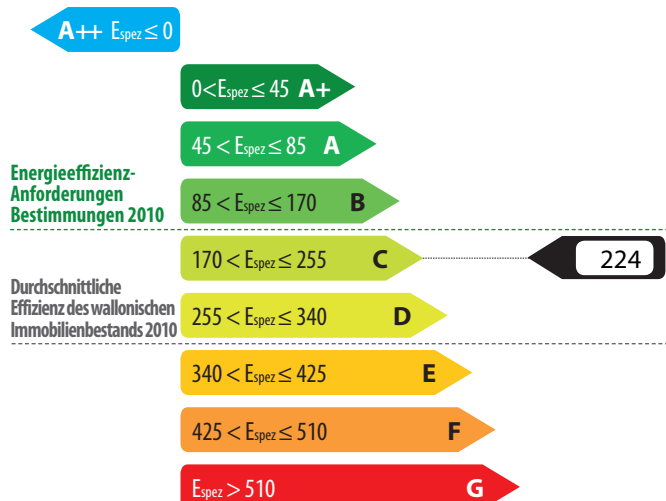 A++ Espez ≤ 0
0<Espez ≤ 45 A+
45 < Espez ≤ 85 A
Energieeffizienz-
Anforderungen
Bestimmungen 2010
85 < Espez ≤ 170 B
170 < Espez ≤ 255 C
224
Durchschnittliche
Effizienz des wallonischen
Immobilienbestands 2010
255 < Espez ≤ 340 D
340 < Espez ≤ 425 E
425 < Espez ≤ 510 F
Espez > 510 G